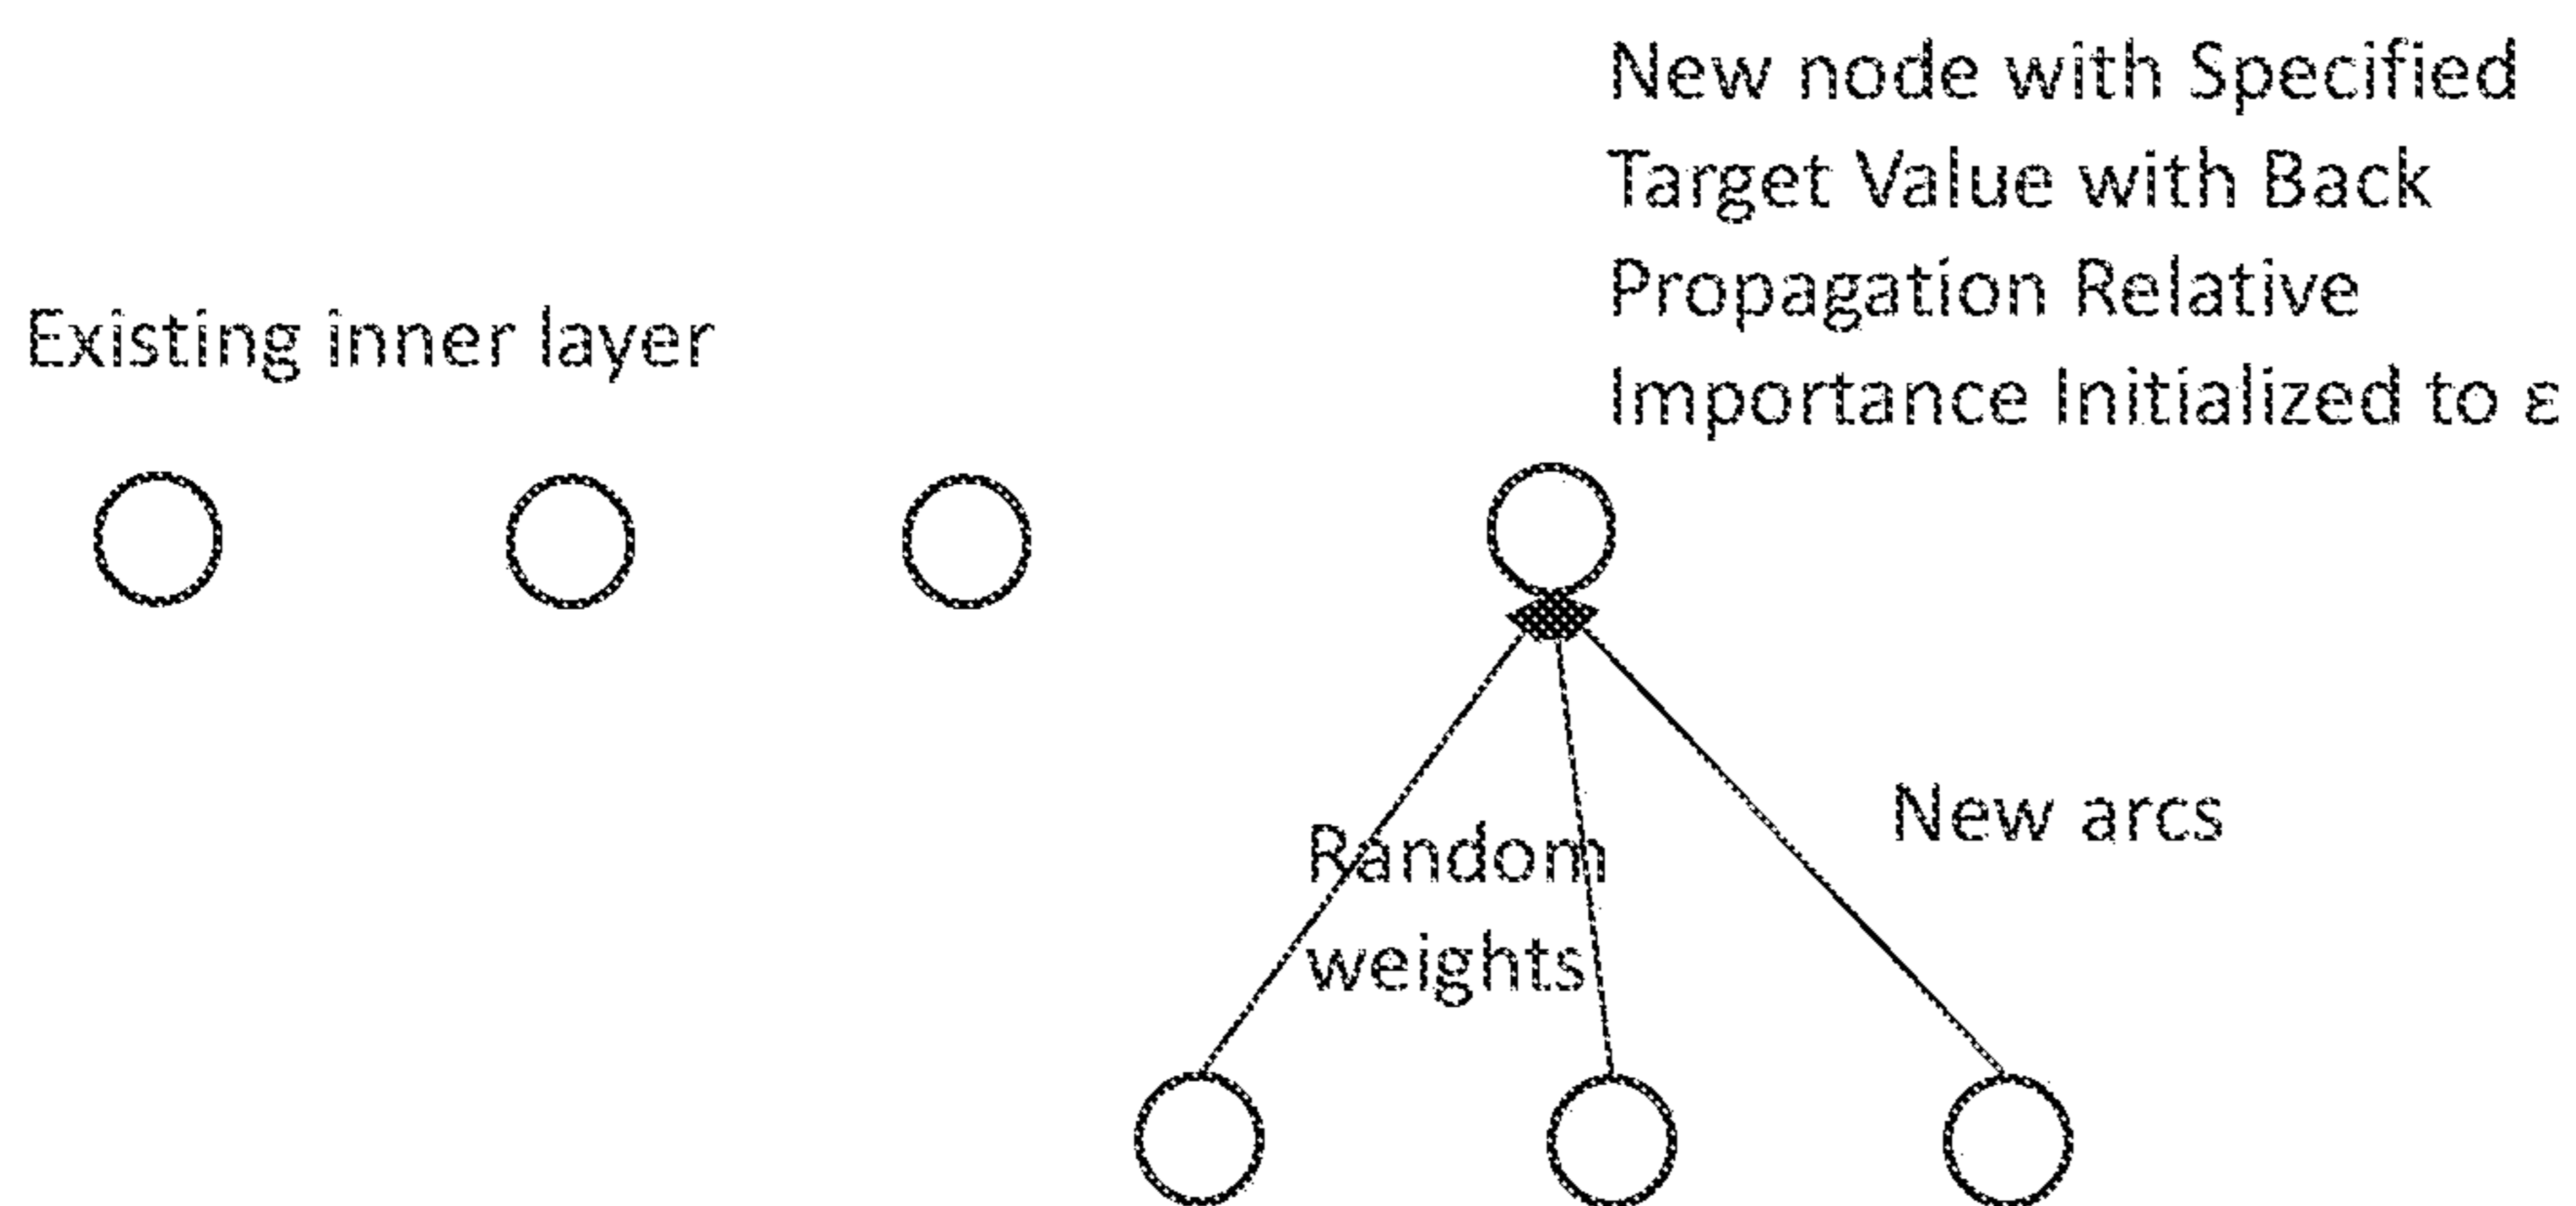 New node with Specified
Target Value with Back
Propagation Relative
Importance Initialized to ε
Existing inner layer
New arcs
Random
weights